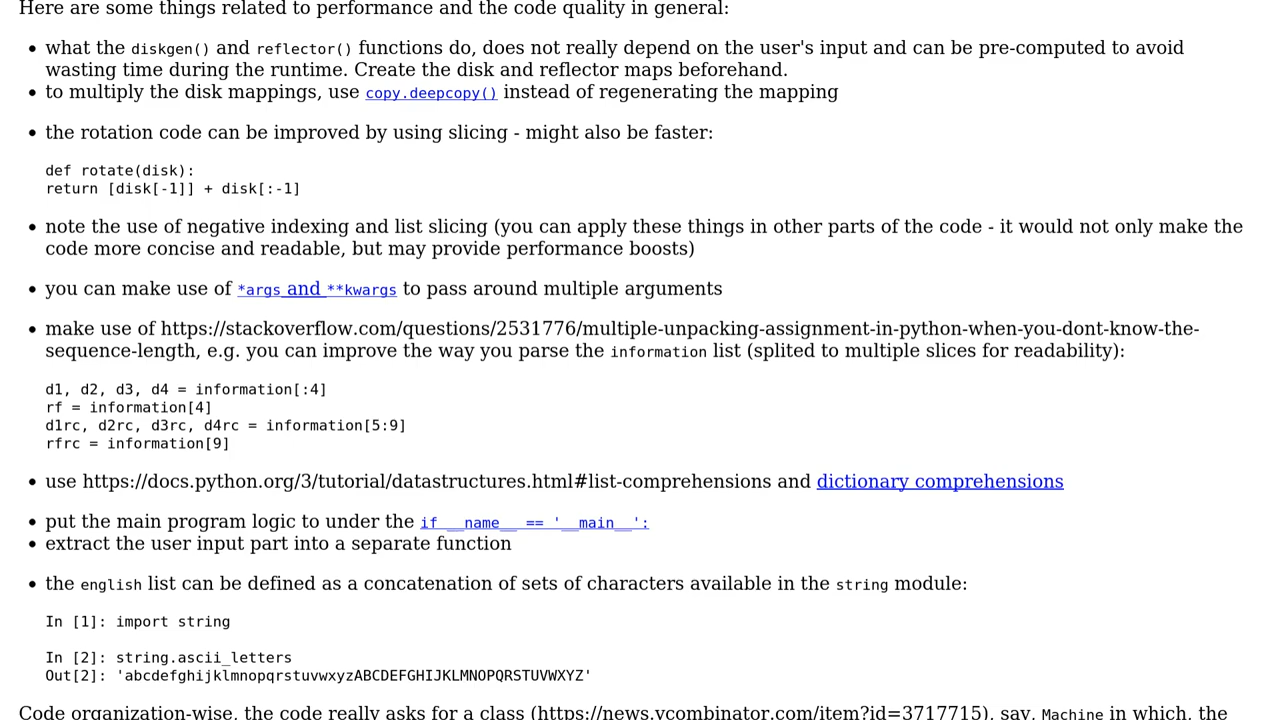 Here are some things related to performance and the code quality in general:
• what the diskgen() and reflector() functions do, does not really depend on the user's input and can be pre-computed to avoid
wasting time during the runtime. Create the disk and reflector maps beforehand.
• to multiply the disk mappings, use copy.deepcopy() instead of regenerating the mapping
• the rotation code can be improved by using slicing - might also be faster:
def rotate(disk):
return [disk[-1]] + disk[:-1]
• note the use of negative indexing and list slicing (you can apply these things in other parts of the code - it would not only make the
code more concise and readable, but may provide performance boosts)
• you can make use of *args and **kwargs to pass around multiple arguments
• make use of https://stackoverflow.com/questions/2531776/multiple-unpacking-assignment-in-python-when-you-dont-know-the-
sequence-length, e.g. you can improve the way you parse the information list (splited to multiple slices for readability):
d1, d2, d3, d4 = information[:4]
rf = information[4]
d1rc, d2rc, d3rc, d4rc = information[5:9]
rfrc = information[9]
• use https://docs.python.org/3/tutorial/datastructures.html#list-comprehensions and dictionary comprehensions
• put the main program logic to under the if __name__ == '__main__':
• extract the user input part into a separate function
• the english list can be defined as a concatenation of sets of characters available in the string module:
In [1]: import string
In [2]: string.ascii_letters
Out[2]: 'abcdefghijklmnopqrstuvwxyzABCDEFGHIJKLMNOPQRSTUVWXYZ'
Code organization-wise, the code really asks for a class (https://news.ycombinator.com/item?id=3717715), say, Machine in which, the